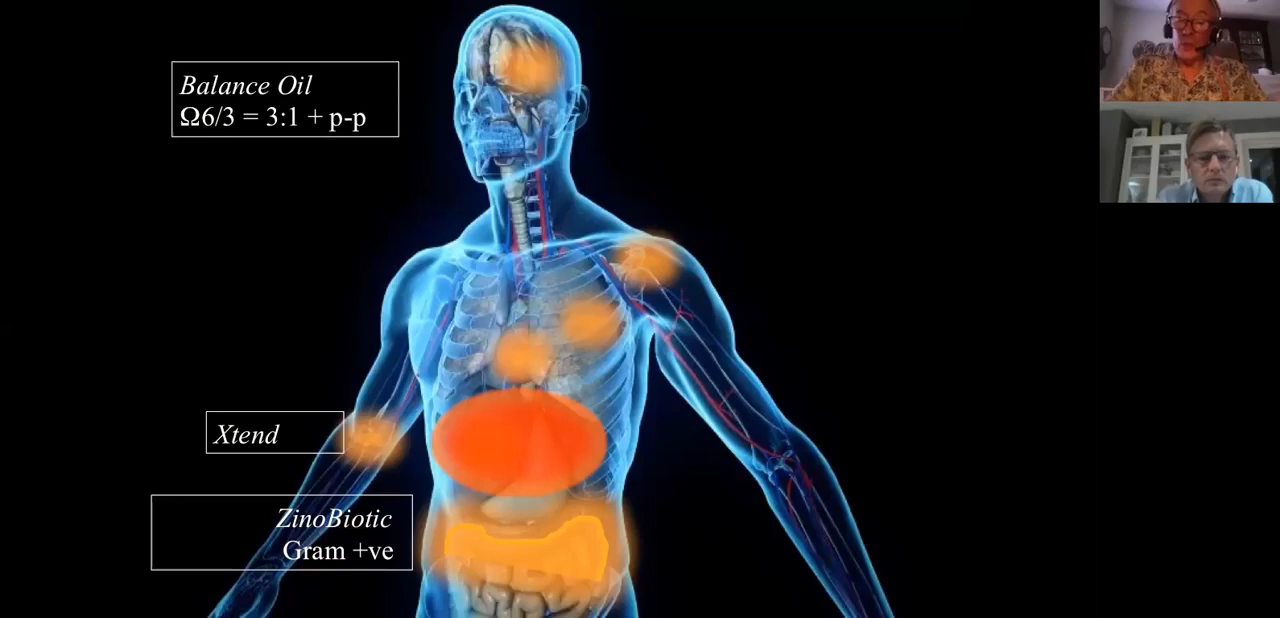 Balance Oil
Ω6/3 = 3:1 + p-p
Xtend
ZinoBiotic
Gram +ve